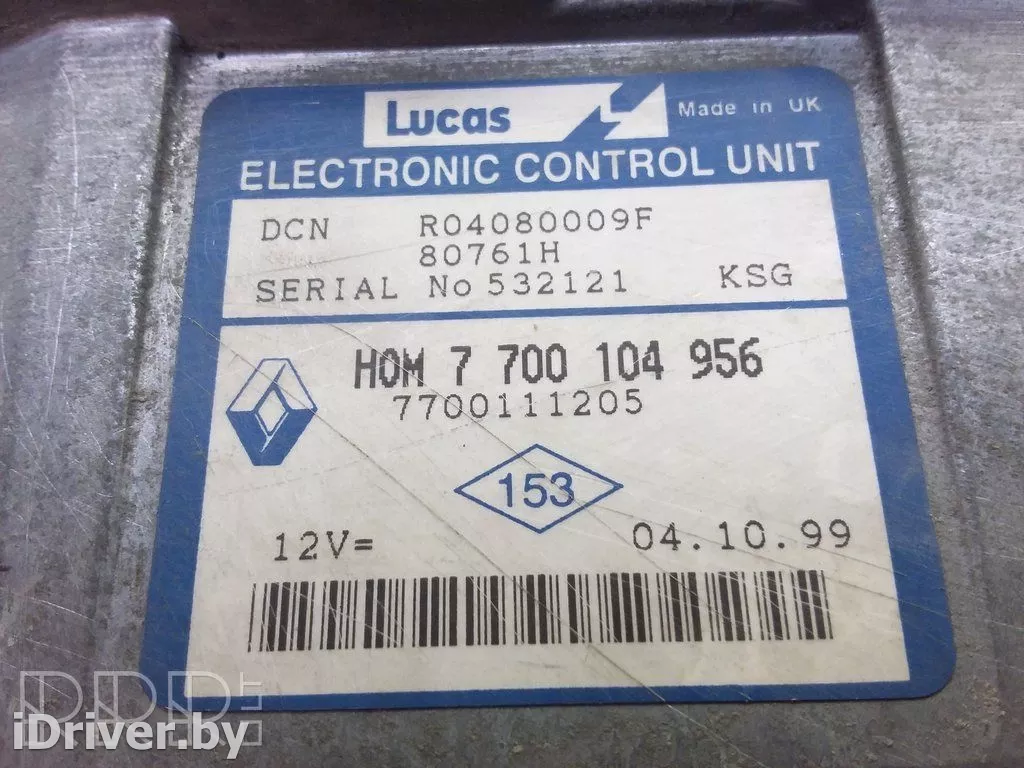 Lucas
Made in UK
ELECTRONIC CONTROL UNIT
DCN R04080009F
80761H
SERIAL No 532121 KSG
HOM 7 700 104 956
7700111205
153
12V= 04.10.99
iDriver.by